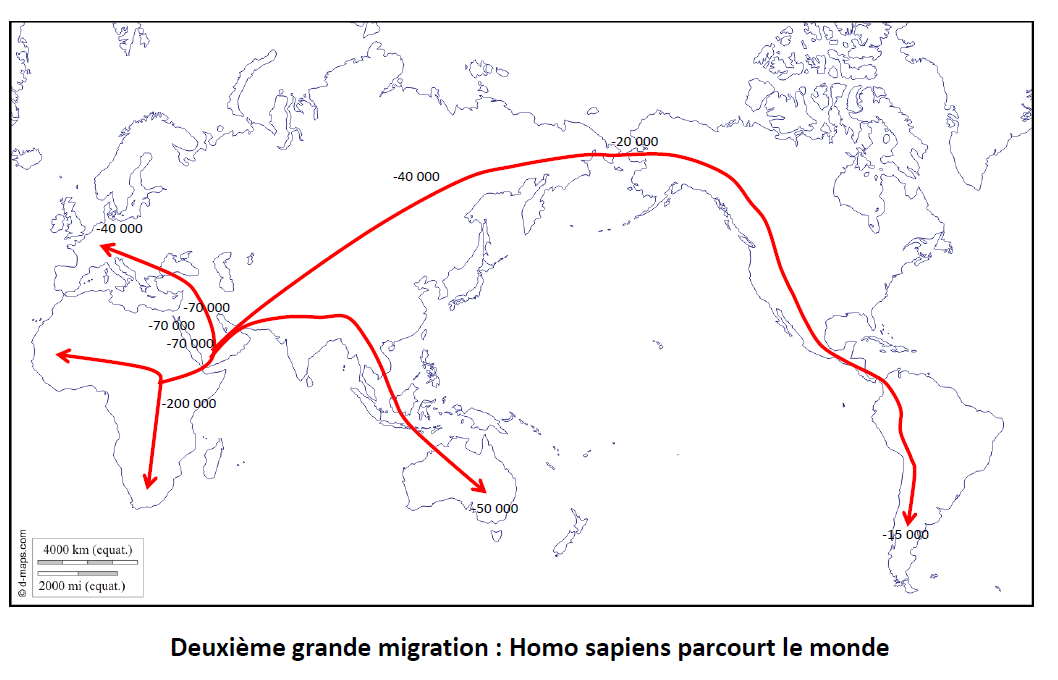 -20 000
-40 000
-40 000
-70 000
-70 000
-70 000
-200 000
-50 000
-15 000
© d-maps.com
4000 km (equat.)
2000 mi (equat.)
Deuxième grande migration : Homo sapiens parcourt le monde